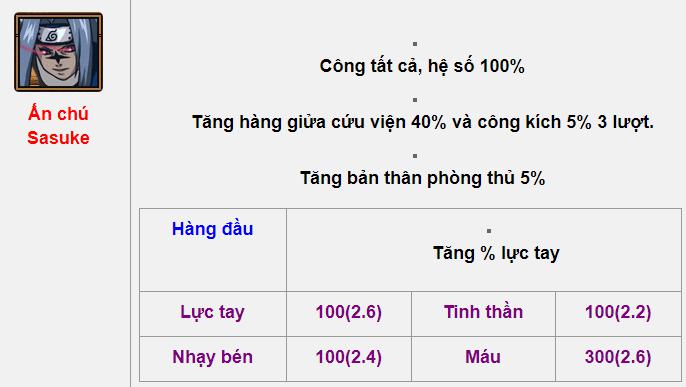 Ấn chú
Sasuke
Công tất cả, hệ số 100%
Tăng hàng giửa cứu viện 40% và công kích 5% 3 lượt.
Tăng bản thân phòng thủ 5%
Hàng đầu
Tăng % lực tay
Lực tay 100(2.6) Tinh thần 100(2.2)
Nhạy bén 100(2.4) Máu 300(2.6)